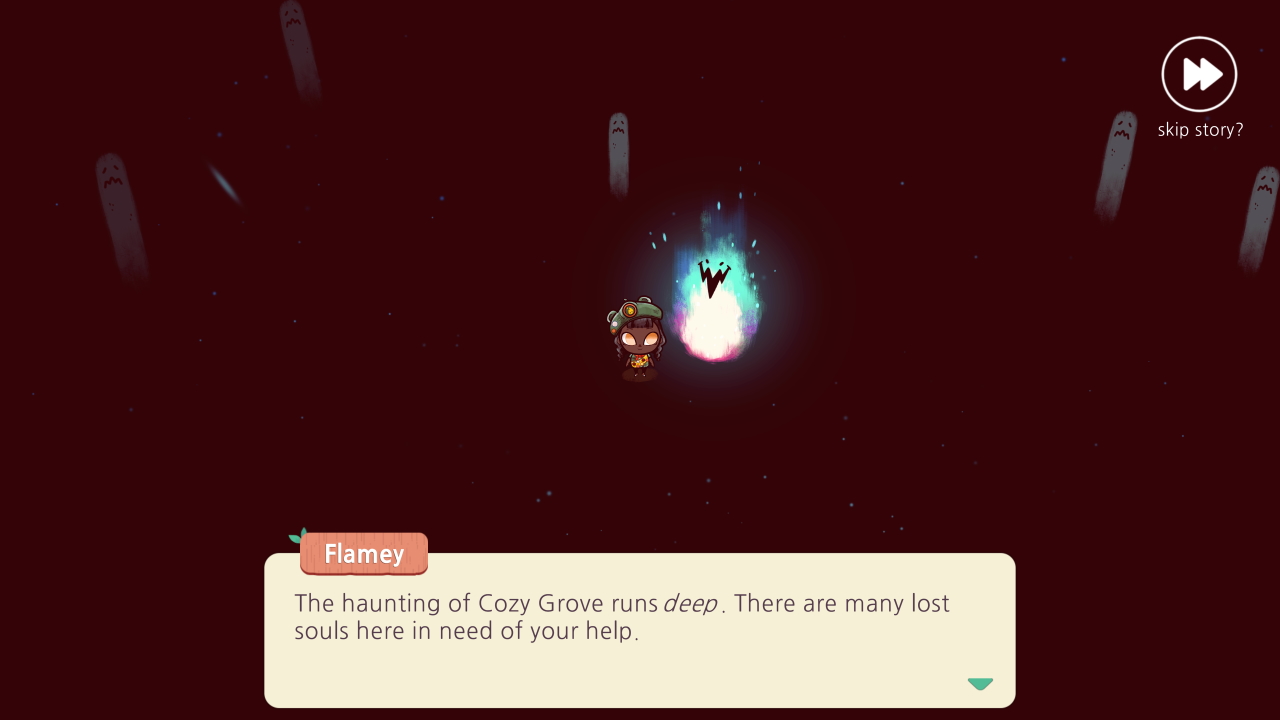 skip story?
Flamey
The haunting of Cozy Grove runs deep. There are many lost
souls here in need of your help.